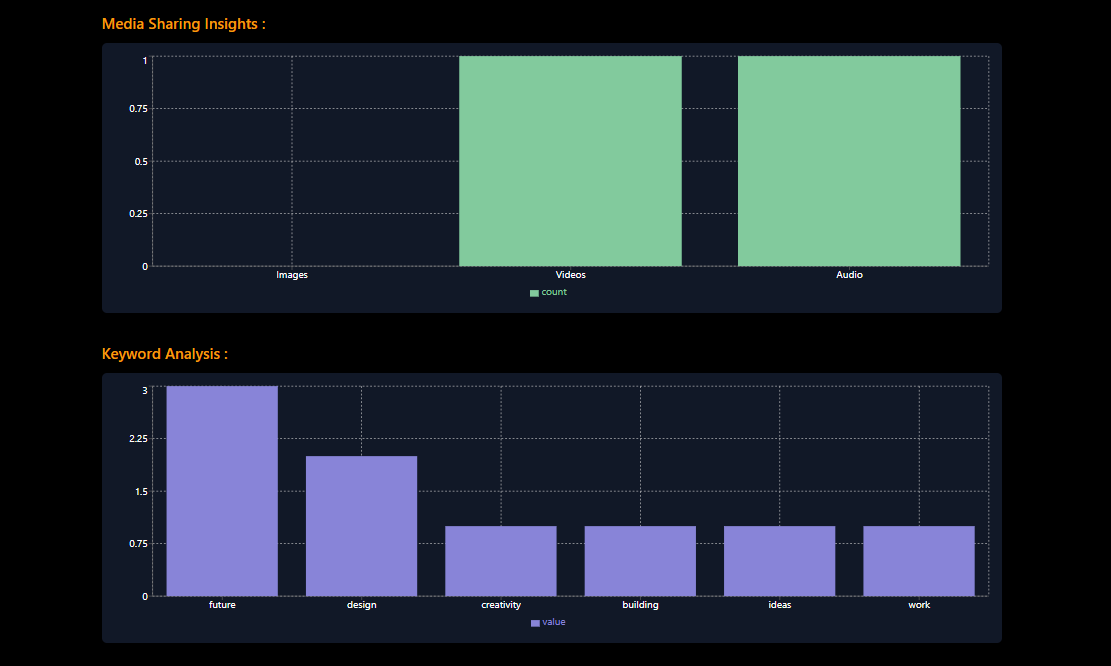 Media Sharing Insights :
1
0.75
0.5
0.25
0
Images Videos Audio
count
Keyword Analysis :
3
2.25
1.5
0.75
0
future design creativity building ideas work
value